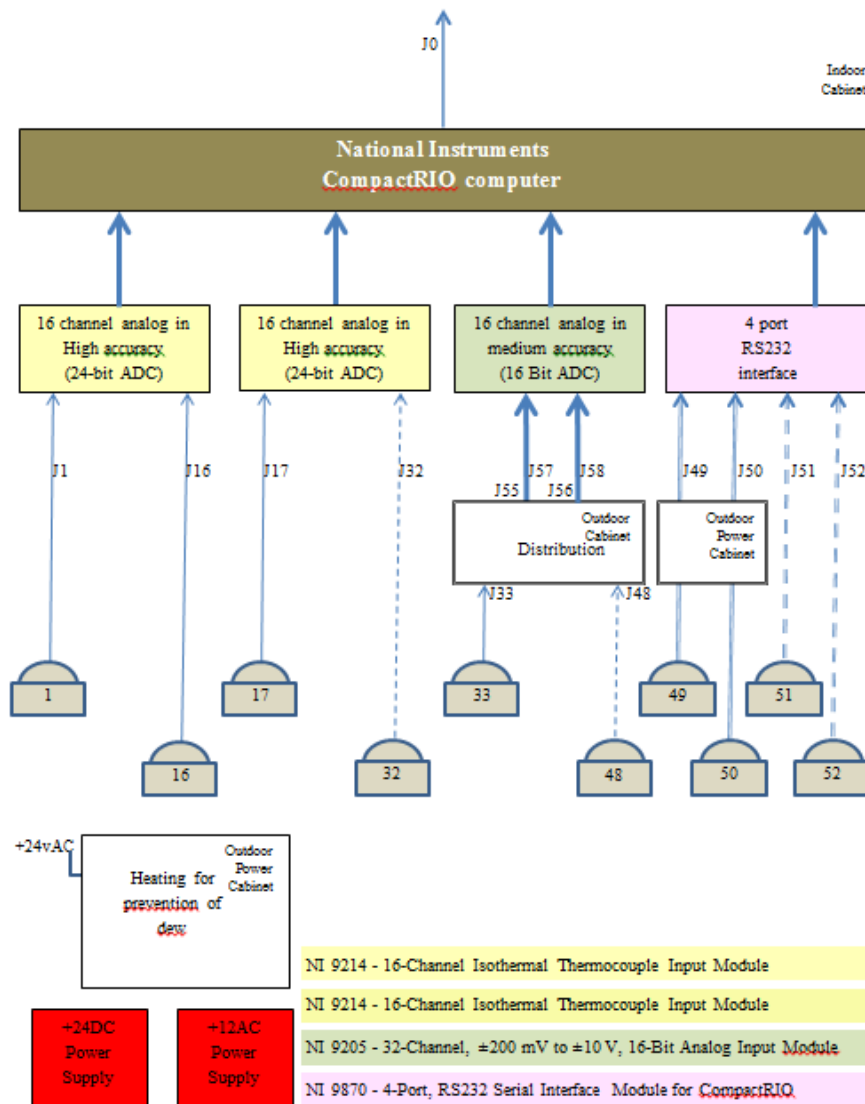 J0
Indoor
Cabinet
National Instruments
CompactRIO computer
16 channel analog in
High accuracy
(24-bit ADC)
16 channel analog in
High accuracy
(24-bit ADC)
16 channel analog in
medium accuracy
(16 Bit ADC)
4 port
RS232
interface
J1
J16
J17
J32
J57
J58
J49
J50
J51
J52
J55
J56
Outdoor
Cabinet
Distribution
Outdoor
Power
Cabinet
J33
J48
1
17
33
49
51
16
32
48
50
52
+24vAC
Outdoor
Power
Cabinet
Heating for
prevention of
dew
NI 9214 - 16-Channel Isothermal Thermocouple Input Module
NI 9214 - 16-Channel Isothermal Thermocouple Input Module
+24DC
Power
Supply
+12AC
Power
Supply
NI 9205 - 32-Channel, ±200 mV to ±10 V, 16-Bit Analog Input Module
NI 9870 - 4-Port, RS232 Serial Interface Module for CompactRIO